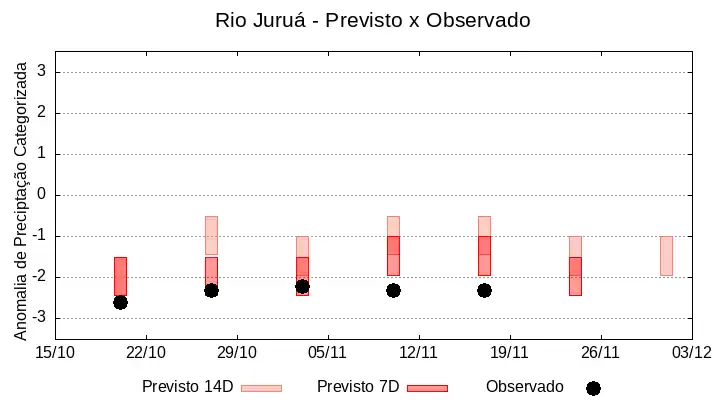 Rio Juruá - Previsto x Observado
Anomalia de Precipitação Categorizada
3
2
1
0
-1
-2
-3
15/10 22/10 29/10 05/11 12/11 19/11 26/11 03/12
Previsto 14D Previsto 7D Observado